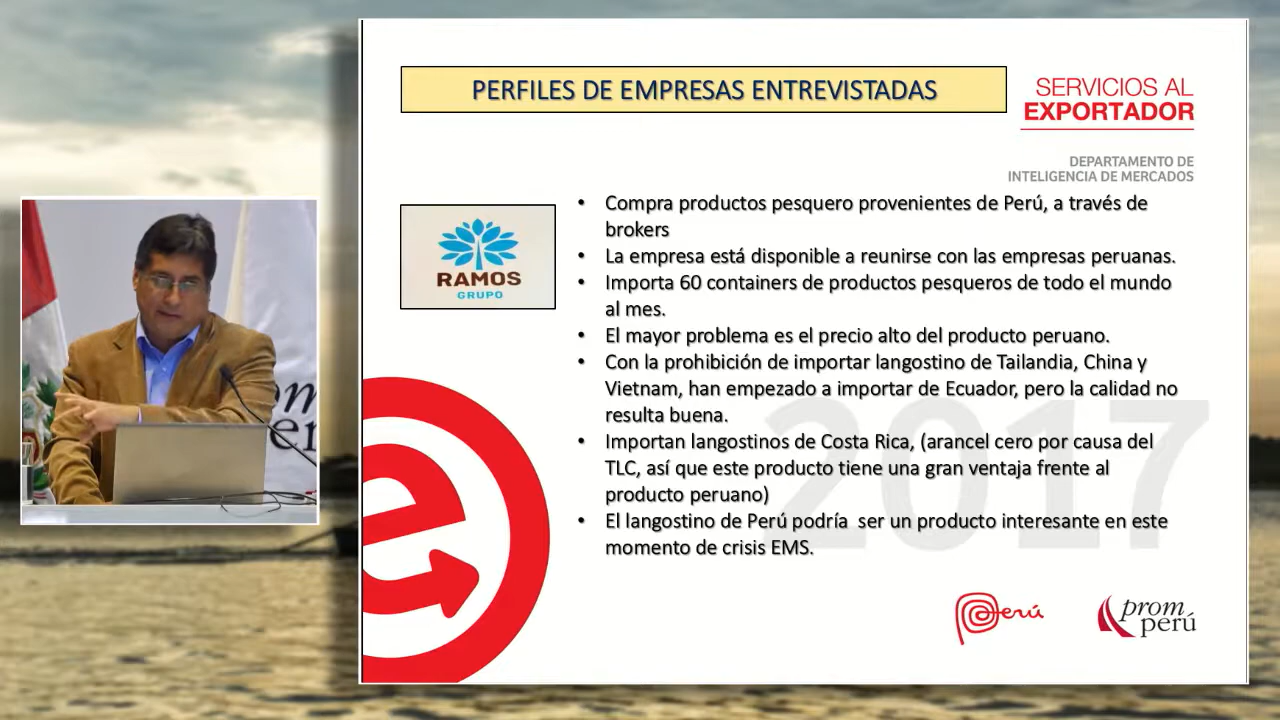 PERFILES DE EMPRESAS ENTREVISTADAS
SERVICIOS AL
EXPORTADOR
DEPARTAMENTO DE
INTELIGENCIA DE MERCADOS
RAMOS
GRUPO
• Compra productos pesquero provenientes de Perú, a través de
brokers
• La empresa está disponible a reunirse con las empresas peruanas.
• Importa 60 containers de productos pesqueros de todo el mundo
al mes.
• El mayor problema es el precio alto del producto peruano.
• Con la prohibición de importar langostino de Tailandia, China y
Vietnam, han empezado a importar de Ecuador, pero la calidad no
resulta buena.
• Importan langostinos de Costa Rica, (arancel cero por causa del
TLC, así que este producto tiene una gran ventaja frente al
producto peruano)
• El langostino de Perú podría  ser un producto interesante en este
momento de crisis EMS.
2017
e
Perú
prom
perú